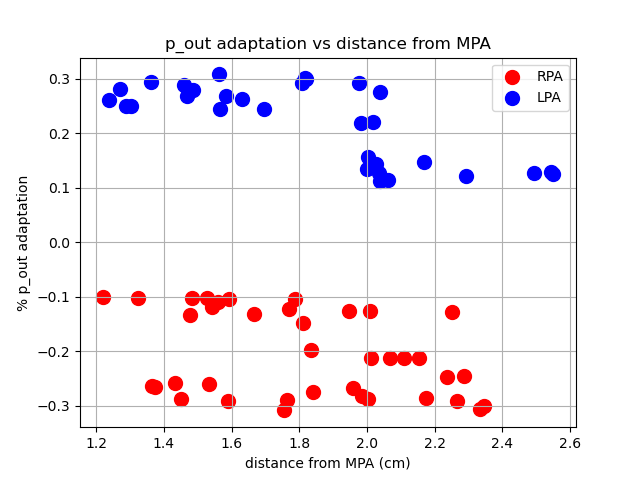 p_out adaptation vs distance from MPA
RPA
LPA
% p_out adaptation
0.3
0.2
0.1
0.0
−0.1
−0.2
−0.3
1.2 1.4 1.6 1.8 2.0 2.2 2.4 2.6
distance from MPA (cm)